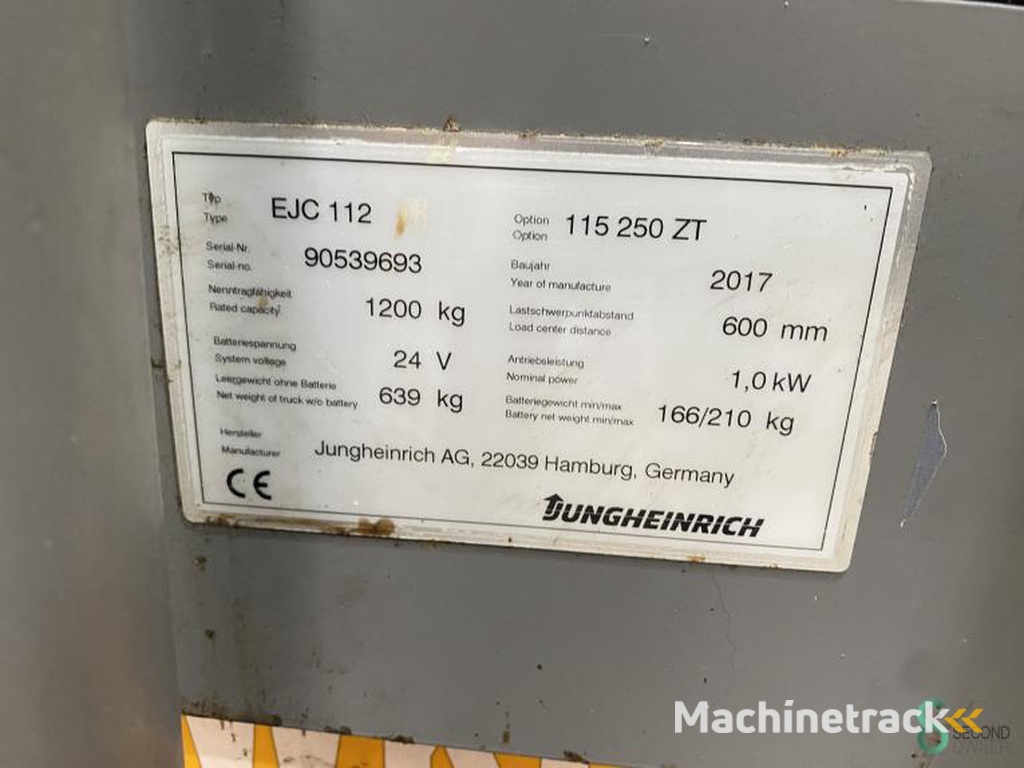 Typ
Type EJC 112
Option
Option 115 250 ZT
Serial-Nr.
Serial-no. 90539693
Baujahr
Year of manufacture 2017
Nenntragfähigkeit
Rated capacity 1200 kg
Lastschwerpunktabstand
Load center distance 600 mm
Batteriespannung
System voltage 24 V
Antriebsleistung
Nominal power 1,0 kW
Leergewicht ohne Batterie
Net weight of truck w/o battery 639 kg
Batteriegewicht min/max
Battery net weight min/max 166/210 kg
Hersteller
Manufacturer Jungheinrich AG, 22039 Hamburg, Germany
CE
JUNGHEINRICH
Machinetrack
SECOND
OWNER